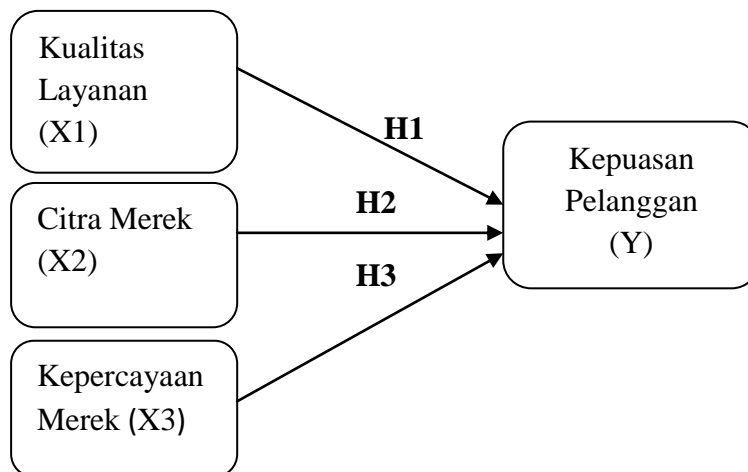 Kualitas
Layanan
(X1)
H1
Kepuasan
Pelanggan
(Y)
Citra Merek
(X2)
H2
H3
Kepercayaan
Merek (X3)